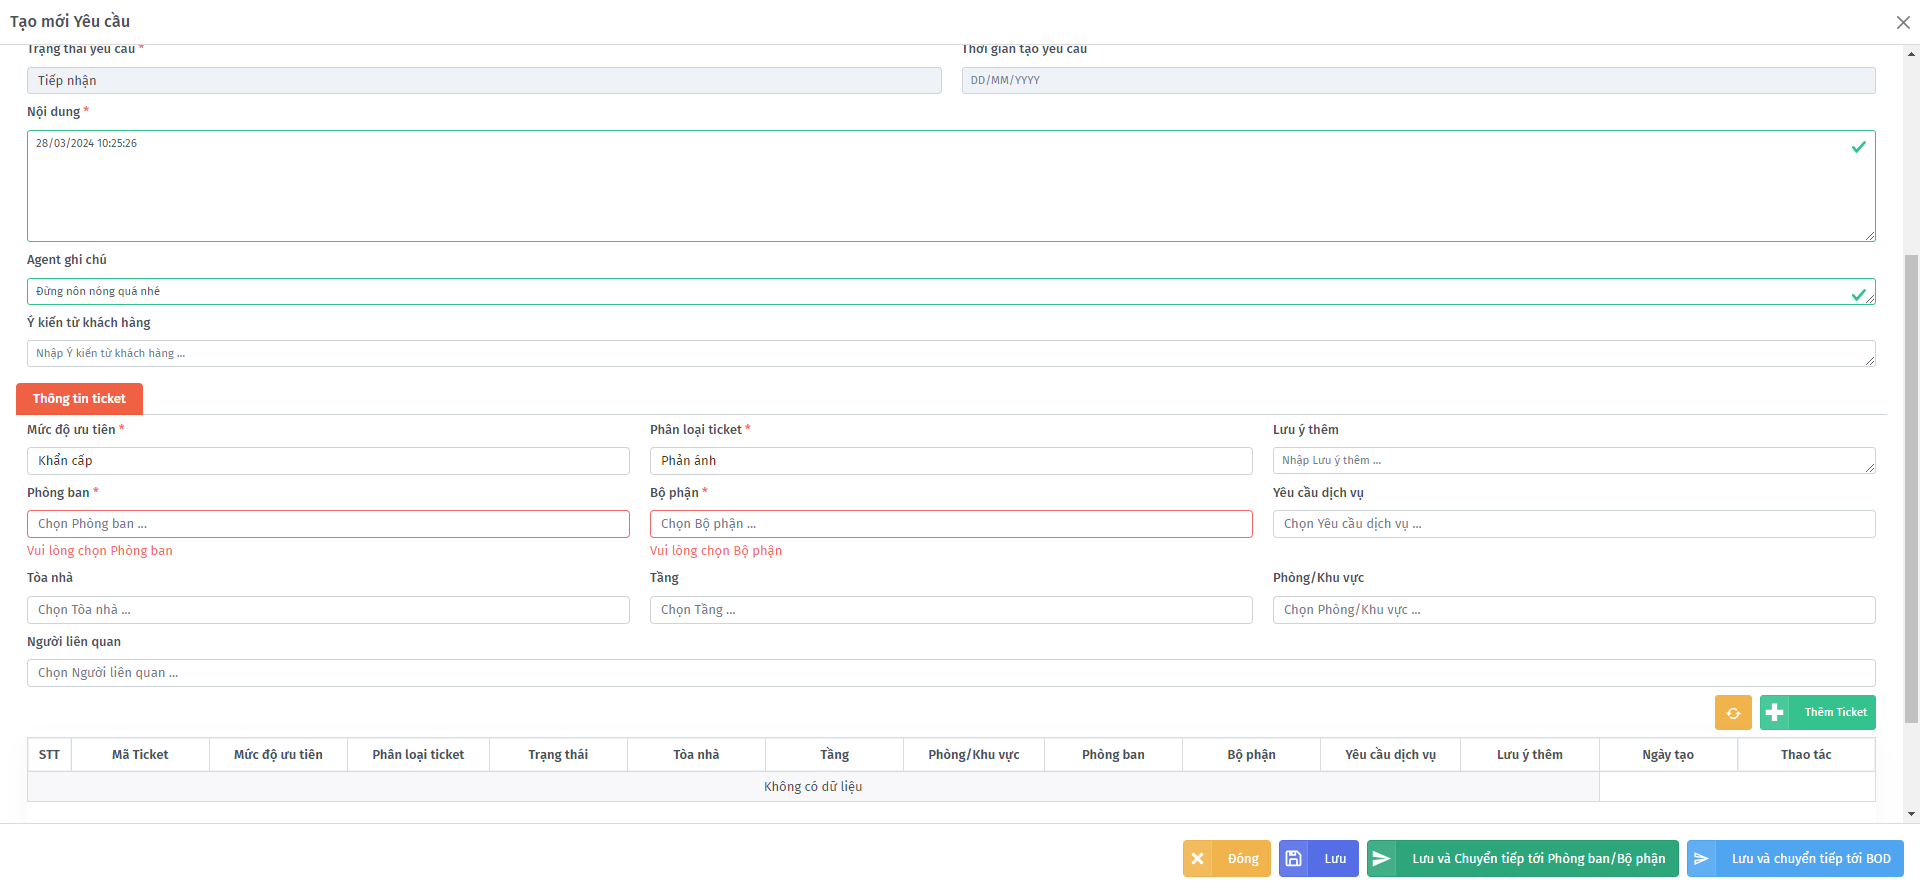 Tạo mới Yêu cầu
Trạng thái yêu cầu * Thời gian tạo yêu cầu
Tiếp nhận DD/MM/YYYY
Nội dung *
28/03/2024 10:25:26
Agent ghi chú
Đừng nôn nóng quá nhé
Ý kiến từ khách hàng
Nhập Ý kiến từ khách hàng ...
Thông tin ticket
Mức độ ưu tiên * Phân loại ticket * Lưu ý thêm
Khẩn cấp Phản ánh Nhập Lưu ý thêm ...
Phòng ban * Bộ phận * Yêu cầu dịch vụ
Chọn Phòng ban ... Chọn Bộ phận ... Chọn Yêu cầu dịch vụ ...
Vui lòng chọn Phòng ban Vui lòng chọn Bộ phận
Tòa nhà Tầng Phòng/Khu vực
Chọn Tòa nhà ... Chọn Tầng ... Chọn Phòng/Khu vực ...
Người liên quan
Chọn Người liên quan ...
Thêm Ticket
STT Mã Ticket Mức độ ưu tiên Phân loại ticket Trạng thái Tòa nhà Tầng Phòng/Khu vực Phòng ban Bộ phận Yêu cầu dịch vụ Lưu ý thêm Ngày tạo Thao tác
Không có dữ liệu
Đóng Lưu Lưu và Chuyển tiếp tới Phòng ban/Bộ phận Lưu và chuyển tiếp tới BOD